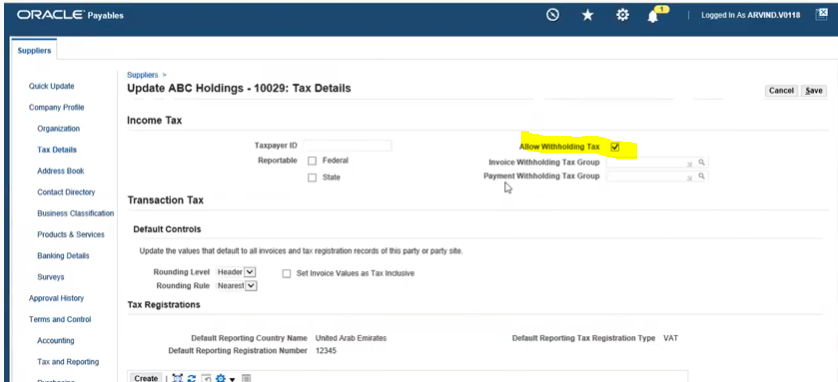 ORACLE Payables
1
Logged In As ARVIND.V0118
Suppliers
Quick Update
Company Profile
Organization
Tax Details
Address Book
Contact Directory
Business Classification
Products & Services
Banking Details
Surveys
Approval History
Terms and Control
Accounting
Tax and Reporting
Suppliers >
Update ABC Holdings - 10029: Tax Details
Cancel Save
Income Tax
Taxpayer ID
Reportable Federal
State
Allow Withholding Tax
Invoice Withholding Tax Group
Payment Withholding Tax Group
Transaction Tax
Default Controls
Update the values that default to all invoices and tax registration records of this party or party site.
Rounding Level Header Set Invoice Values as Tax Inclusive
Rounding Rule Nearest
Tax Registrations
Default Reporting Country Name United Arab Emirates Default Reporting Tax Registration Type VAT
Default Reporting Registration Number 12345
Create